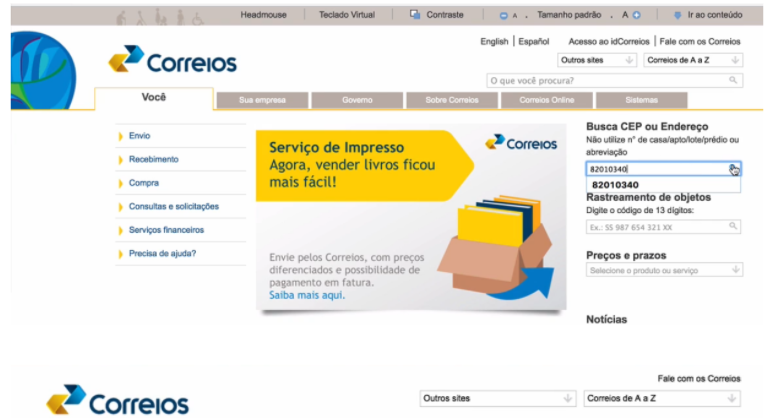 Headmouse
Teclado Virtual
Contraste
A . Tamanho padrão . A
Ir ao conteúdo
English | Español
Acesso ao idCorreios | Fale com os Correios
Correios
Outros sites
Correios de A a Z
O que você procura?
Você
Sua empresa
Governo
Sobre Correios
Correios Online
Sistemas
Envio
Recebimento
Compra
Consultas e solicitações
Serviços financeiros
Precisa de ajuda?
Serviço de Impresso
Agora, vender livros ficou
mais fácil!
Correios
Envie pelos Correios, com preços
diferenciados e possibilidade de
pagamento em fatura.
Saiba mais aqui.
Busca CEP ou Endereço
Não utilize n° de casa/apto/lote/prédio ou
abreviação
82010340
82010340
Rastreamento de objetos
Digite o código de 13 dígitos:
Ex.: SS 987 654 321 XX
Preços e prazos
Selecione o produto ou serviço
Notícias
Fale com os Correios
Correios
Outros sites
Correios de A a Z